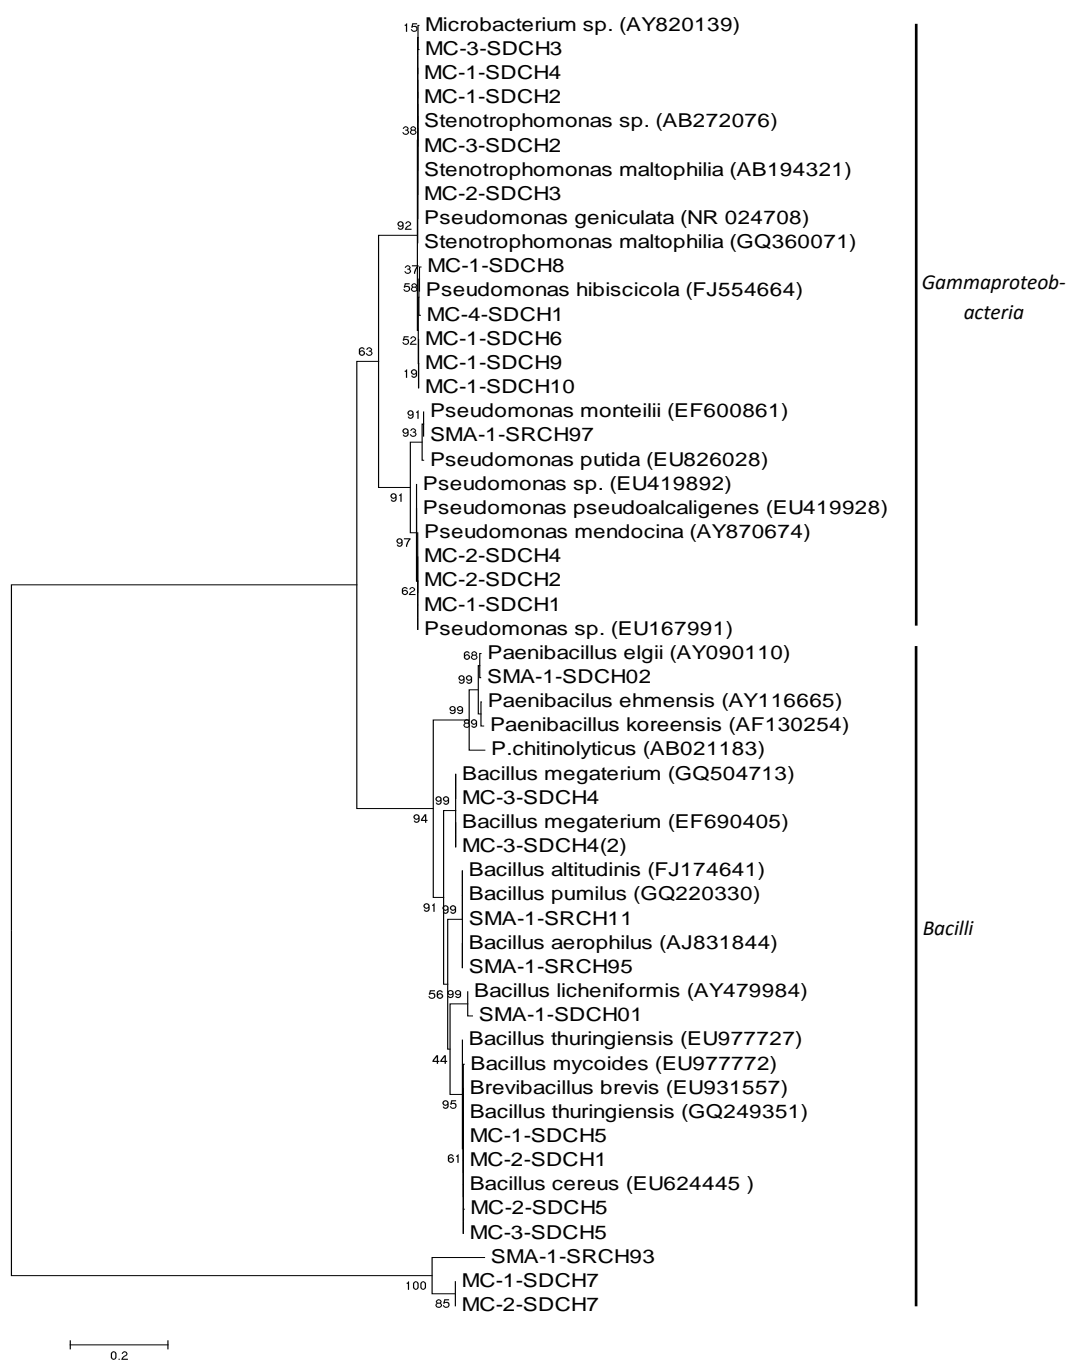 15
Microbacterium sp. (AY820139)
MC-3-SDCH3
MC-1-SDCH4
MC-1-SDCH2
Stenotrophomonas sp. (AB272076)
38
MC-3-SDCH2
Stenotrophomonas maltophilia (AB194321)
MC-2-SDCH3
Pseudomonas geniculata (NR 024708)
92
Stenotrophomonas maltophilia (GQ360071)
37
MC-1-SDCH8
58
Pseudomonas hibiscicola (FJ554664)
Gammaproteob-
acteria
MC-4-SDCH1
52
MC-1-SDCH6
63
MC-1-SDCH9
19
MC-1-SDCH10
91
Pseudomonas monteilii (EF600861)
93
SMA-1-SRCH97
Pseudomonas putida (EU826028)
Pseudomonas sp. (EU419892)
91
Pseudomonas pseudoalcaligenes (EU419928)
Pseudomonas mendocina (AY870674)
97
MC-2-SDCH4
MC-2-SDCH2
62
MC-1-SDCH1
Pseudomonas sp. (EU167991)
68
Paenibacillus elgii (AY090110)
99
SMA-1-SDCH02
Paenibacilus ehmensis (AY116665)
99
89
Paenibacillus koreensis (AF130254)
P.chitinolyticus (AB021183)
Bacillus megaterium (GQ504713)
99
MC-3-SDCH4
94
Bacillus megaterium (EF690405)
MC-3-SDCH4(2)
Bacillus altitudinis (FJ174641)
Bacillus pumilus (GQ220330)
91
99
SMA-1-SRCH11
Bacilli
Bacillus aerophilus (AJ831844)
SMA-1-SRCH95
56
99
Bacillus licheniformis (AY479984)
SMA-1-SDCH01
Bacillus thuringiensis (EU977727)
44
Bacillus mycoides (EU977772)
Brevibacillus brevis (EU931557)
95
Bacillus thuringiensis (GQ249351)
MC-1-SDCH5
61
MC-2-SDCH1
Bacillus cereus (EU624445 )
MC-2-SDCH5
MC-3-SDCH5
SMA-1-SRCH93
100
MC-1-SDCH7
85
MC-2-SDCH7
0.2